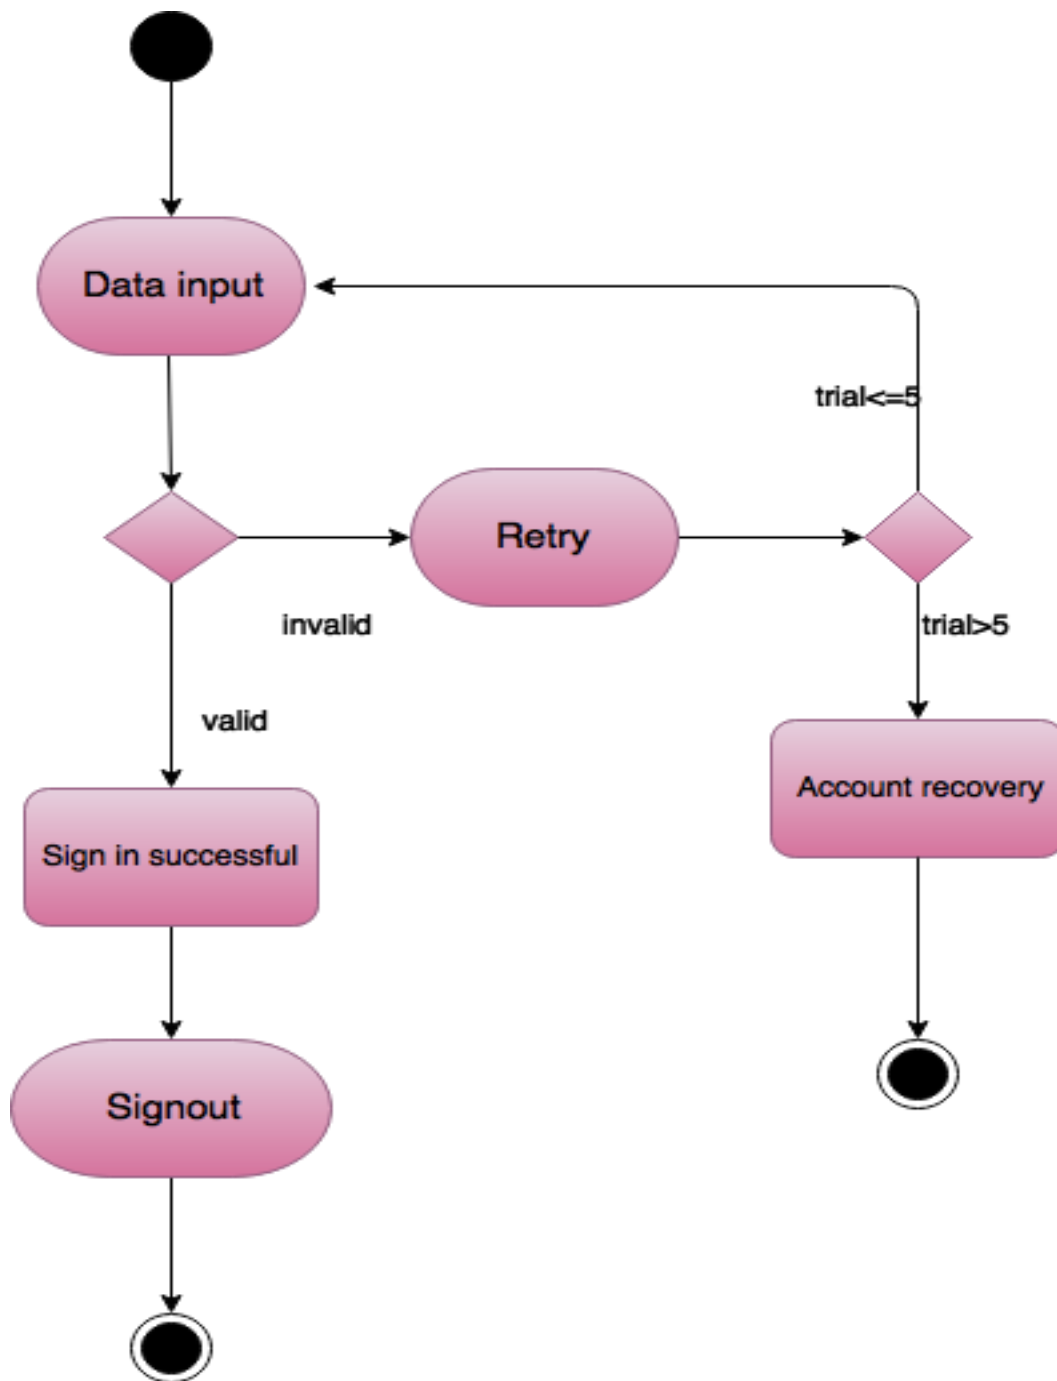 Data input
trial<=5
Retry
invalid
trial>5
valid
Account recovery
Sign in successful
Signout